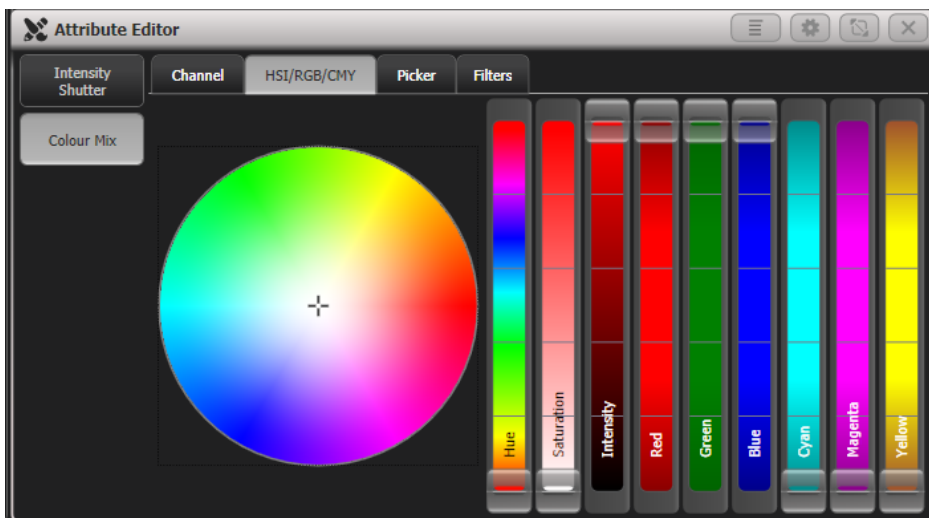 Attribute Editor
Intensity
Shutter
Channel
HSI/RGB/CMY
Picker
Filters
Colour Mix
Hue
Saturation
Intensity
Red
Green
Blue
Cyan
Magenta
Yellow